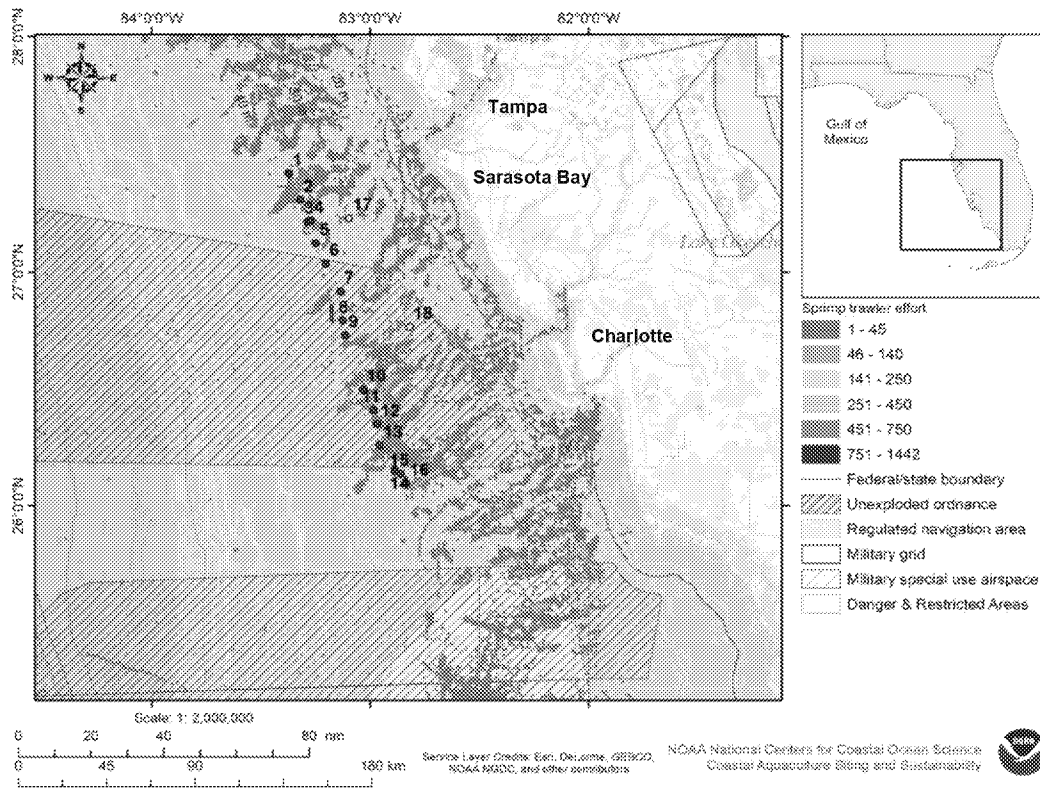 84°0'0"W 83°0'0"W 82°0'0"W
28°0'0"N
27°0'0"N
26°0'0"N
N
W E
S
Tampa
Tampa
Sarasota Bay
Charlotte
1
2
34
17
5
6
7
8
18
9
10
11
12
13
15
16
14
Gulf of
Mexico
Shrimp trawler effort
1 - 45
46 - 140
141 - 250
251 - 450
451 - 750
751 - 1442
Federal/state boundary
Unexploded ordnance
Regulated navigation area
Military grid
Military special use airspace
Danger & Restricted Areas
Scale: 1: 2,000,000
0 20 40 80 nm
0 45 90 180 km
Service Layer Credits: Esri, DeLorme, GEBCO,
NOAA NGDC, and other contributors
NOAA National Centers for Coastal Ocean Science
Coastal Aquaculture Siting and Sustainability